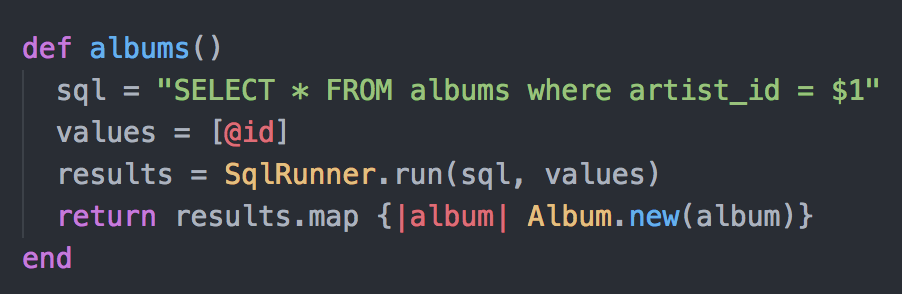 def albums()
  sql = "SELECT * FROM albums where artist_id = $1"
  values = [@id]
  results = SqlRunner.run(sql, values)
  return results.map {|album| Album.new(album)}
end